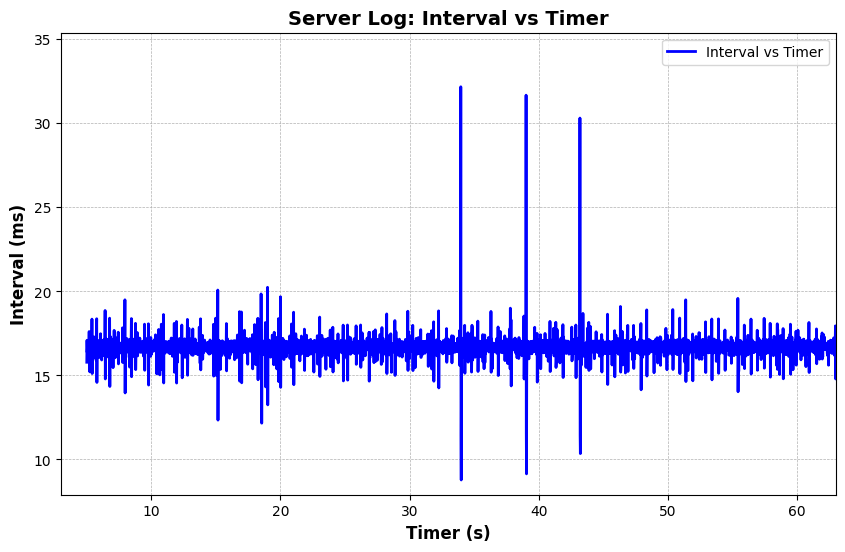 Server Log: Interval vs Timer
Interval vs Timer
35
30
25
20
15
10
Interval (ms)
10 20 30 40 50 60
Timer (s)